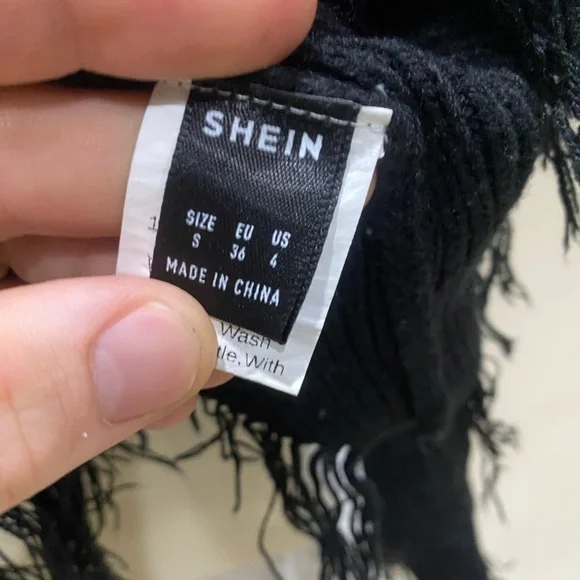 SHEIN
SIZE EU US
S 36 4
MADE IN CHINA
Wash
tle, With